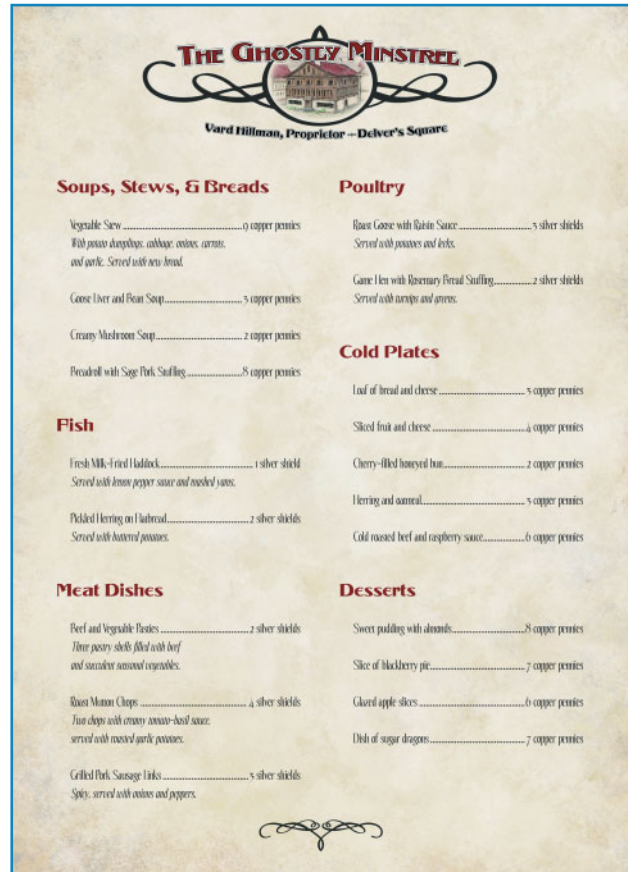 The Ghostly Minstrel
Vard Hillman, Proprietor — Delver's Square
Soups, Stews, & Breads
Vegetable Stew 9 copper pennies
With potato dumplings, cabbage, onions, carrots,
and garlic. Served with new bread.
Goose Liver and Bean Soup 3 copper pennies
Creamy Mushroom Soup 2 copper pennies
Breadroll with Sage Pork Stuffing 8 copper pennies
Fish
Fresh Milk-Fried Haddock 1 silver shield
Served with lemon pepper sauce and mashed yams.
Pickled Herring on Flatbread 2 silver shields
Served with buttered potatoes.
Meat Dishes
Beef and Vegetable Pasties 2 silver shields
Three pastry shells filled with beef
and succulent seasonal vegetables.
Roast Mutton Chops 4 silver shields
Two chops with creamy tomato-basil sauce,
served with roasted garlic potatoes.
Grilled Pork Sausage Links 3 silver shields
Spicy, served with onions and peppers.
Poultry
Roast Goose with Raisin Sauce 3 silver shields
Served with potatoes and leeks.
Game Hen with Rosemary Bread Stuffing 2 silver shields
Served with turnips and greens.
Cold Plates
Loaf of bread and cheese 3 copper pennies
Sliced fruit and cheese 4 copper pennies
Cherry-filled honeyed bun 2 copper pennies
Herring and oatmeal 3 copper pennies
Cold roasted beef and raspberry sauce 6 copper pennies
Desserts
Sweet pudding with almonds 8 copper pennies
Slice of blackberry pie 7 copper pennies
Glazed apple slices 6 copper pennies
Dish of sugar dragons 7 copper pennies